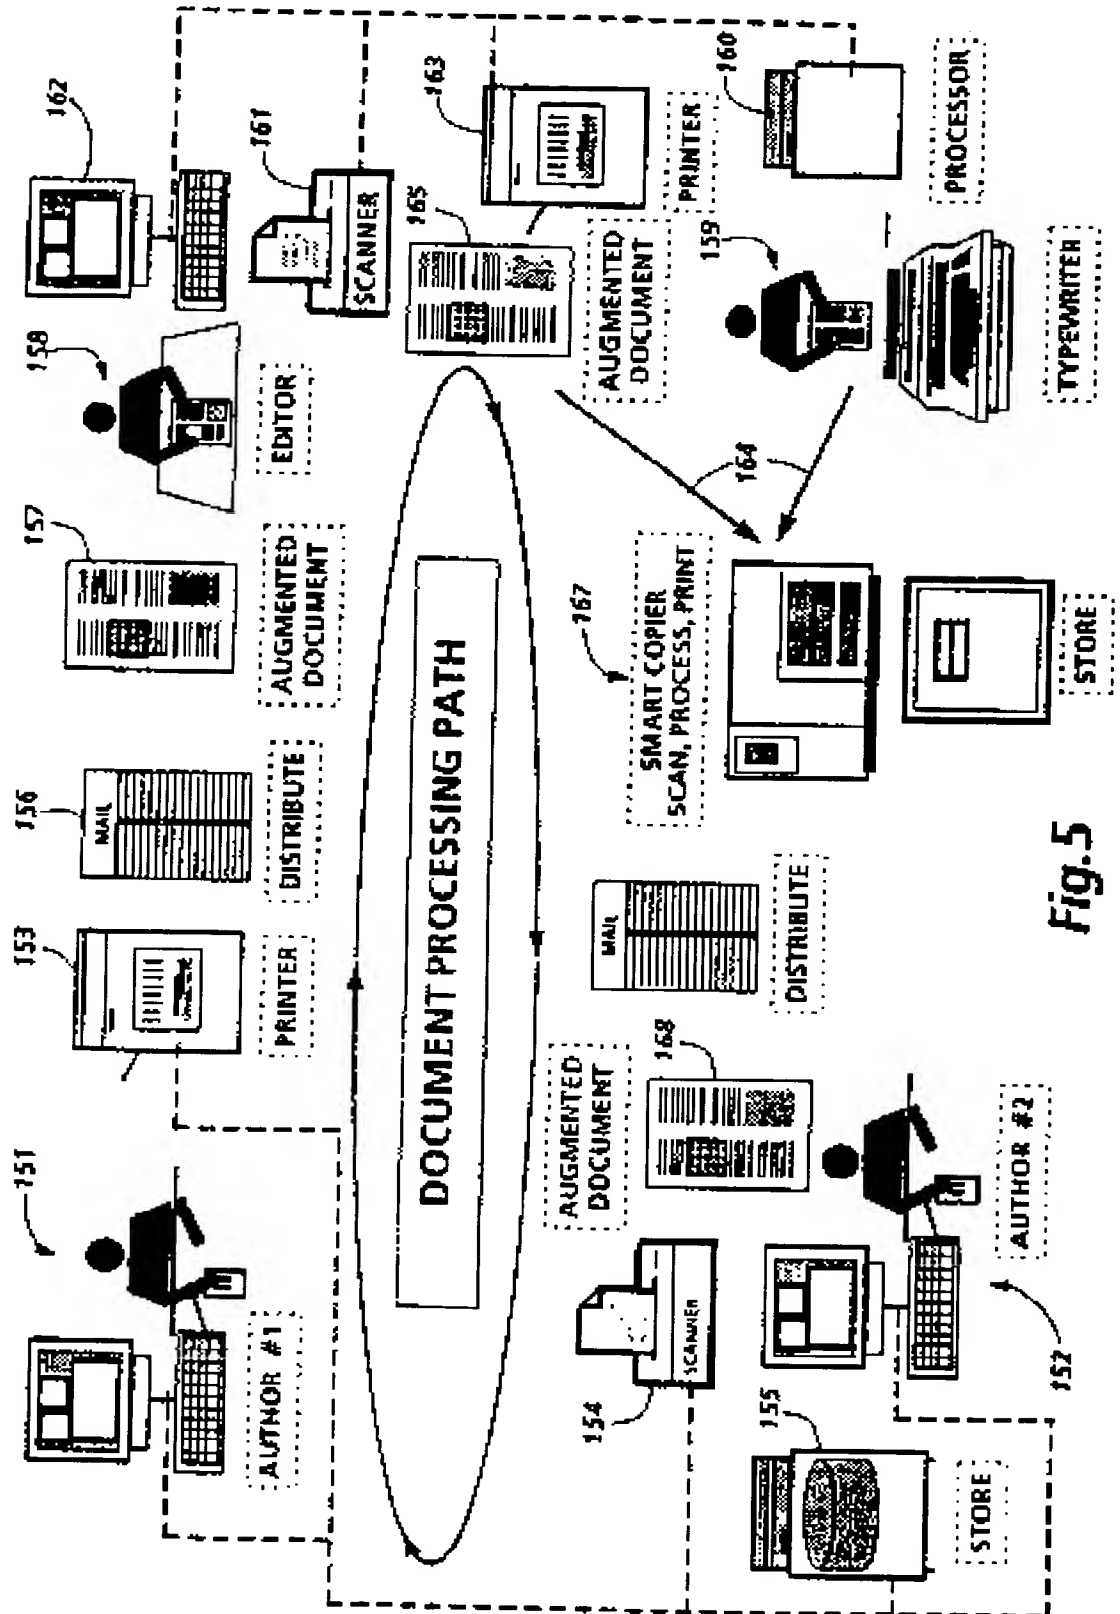 151
AUTHOR #1
153
PRINTER
156
MAIL
DISTRIBUTE
157
AUGMENTED
DOCUMENT
158
EDITOR
162
161
SCANNER
DOCUMENT PROCESSING PATH
165
AUGMENTED
DOCUMENT
163
PRINTER
154
SCANNER
AUGMENTED
DOCUMENT
168
MAIL
DISTRIBUTE
167
SMART COPIER
SCAN, PROCESS, PRINT
164
159
160
PROCESSOR
155
STORE
152
AUTHOR #2
STORE
TYPEWRITER
Fig.5